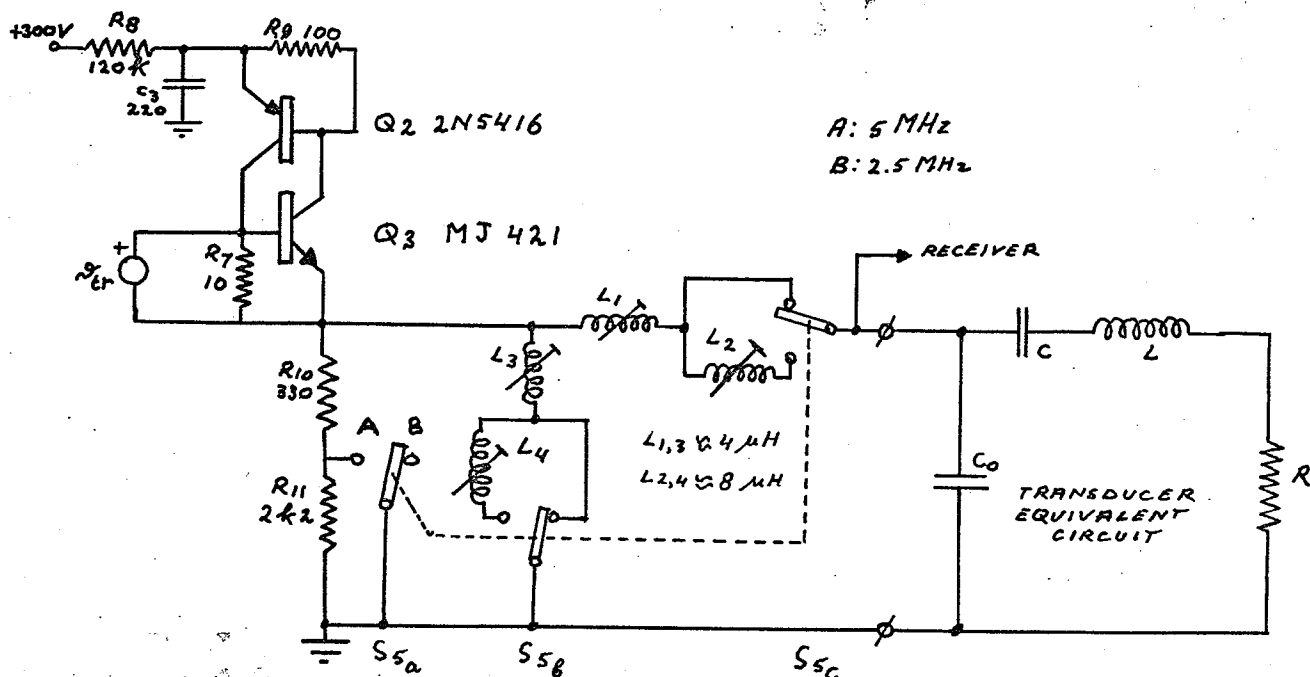 +300V
R8
120K
C3
220
R9 100
Q2 2N5416
Q3 MJ 421
A: 5 MHz
B: 2.5 MHz
+
vtr
R7
10
R10
330
A B
R11
2k2
L3
L4
L1
L2
L1,3 ≈ 4 μH
L2,4 ≈ 8 μH
RECEIVER
C
L
C0
R
TRANSDUCER
EQUIVALENT
CIRCUIT
S5a
S5b
S5c